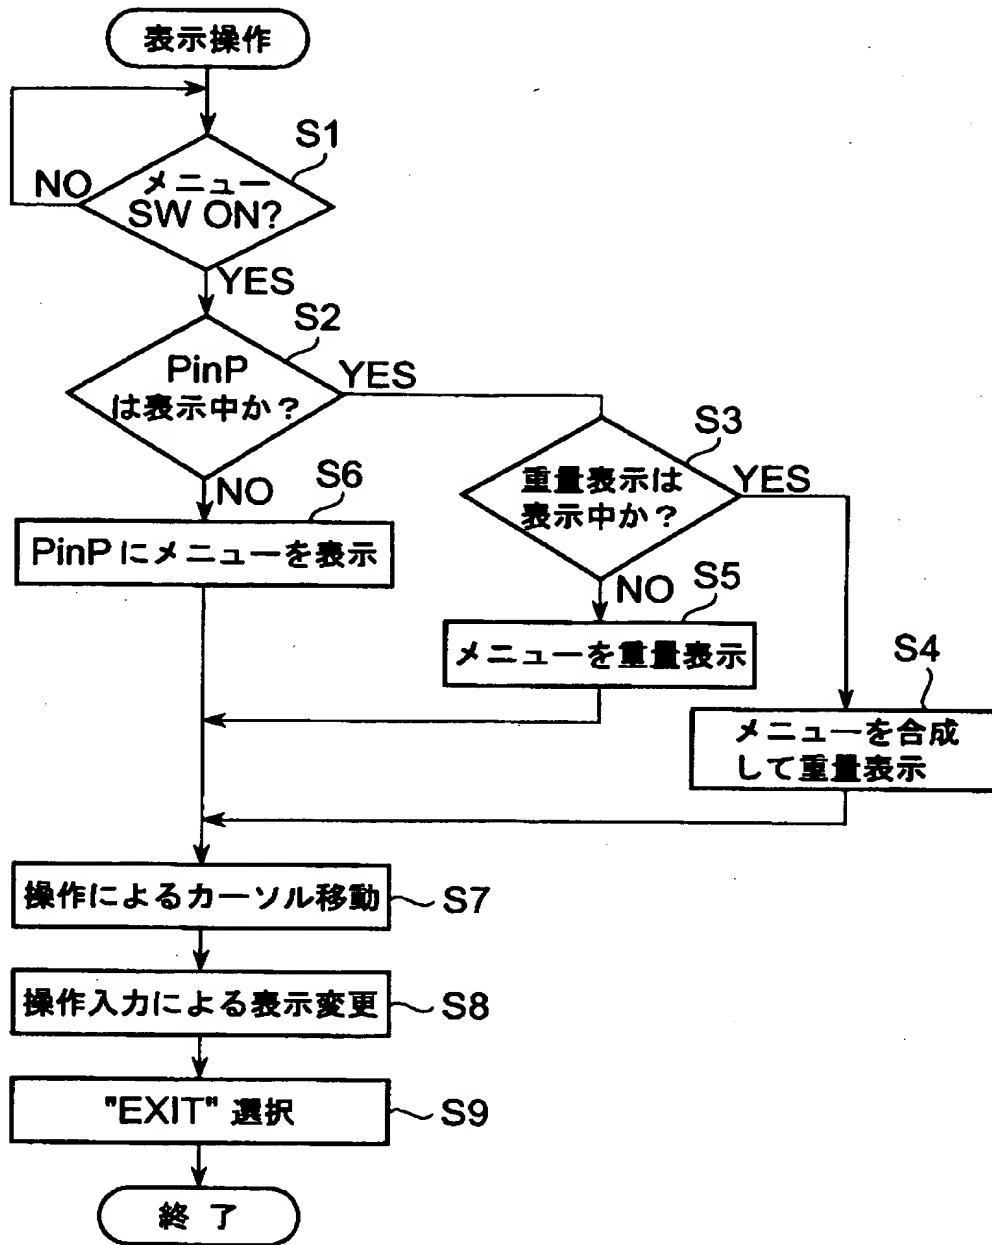 表示操作
S1
NO
メニュー
SW ON?
YES
S2
PinP
は表示中か？
YES
S3
重量表示は
表示中か？
YES
NO
S6
PinPにメニューを表示
NO
S5
メニューを重量表示
S4
メニューを合成
して重量表示
操作によるカーソル移動
S7
操作入力による表示変更
S8
"EXIT" 選択
S9
終 了